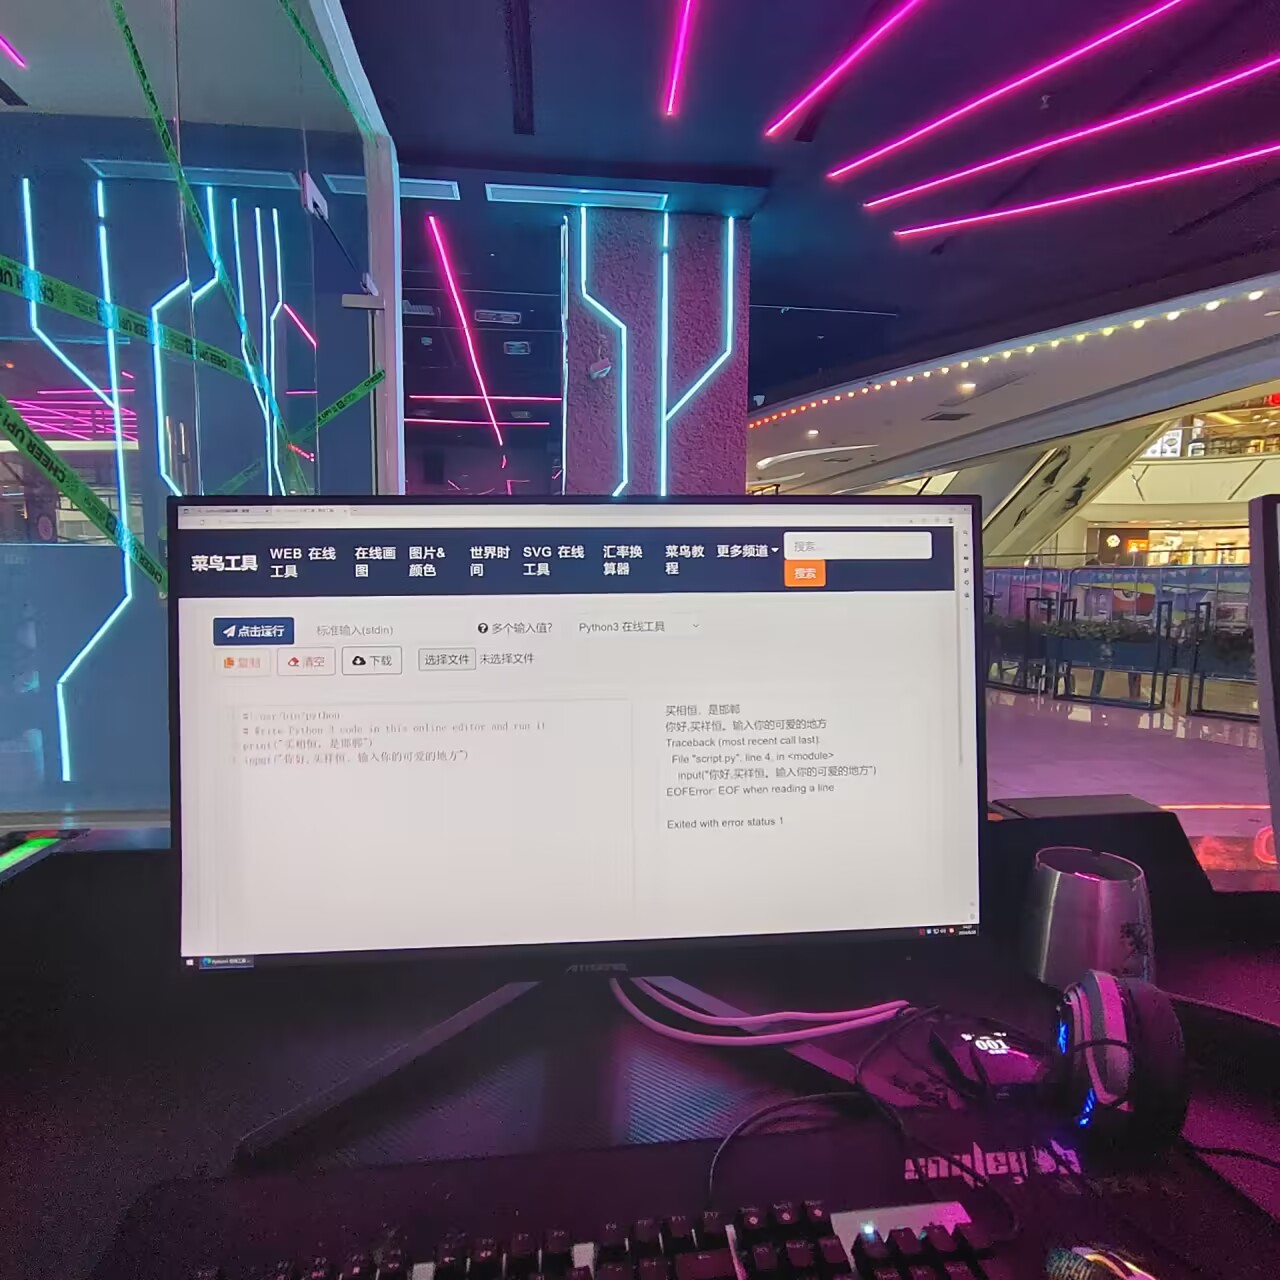 CHEER UP!
菜鸟工具
WEB 在线工具
在线画图
图片&颜色
世界时间
SVG 在线工具
汇率换算器
菜鸟教程
更多频道
搜索...
搜索
点击运行
标准输入(stdin)
多个输入值?
Python3 在线工具
复制
清空
下载
选择文件 未选择文件
#!/usr/bin/python
# Write Python 3 code in this online editor and run it
print("买相恒，是邯郸")
input("你好,买祥恒。输入你的可爱的地方")
买相恒，是邯郸
你好,买祥恒。输入你的可爱的地方
Traceback (most recent call last):
File "script.py", line 4, in <module>
input("你好,买祥恒。输入你的可爱的地方")
EOFError: EOF when reading a line
Exited with error status 1
001